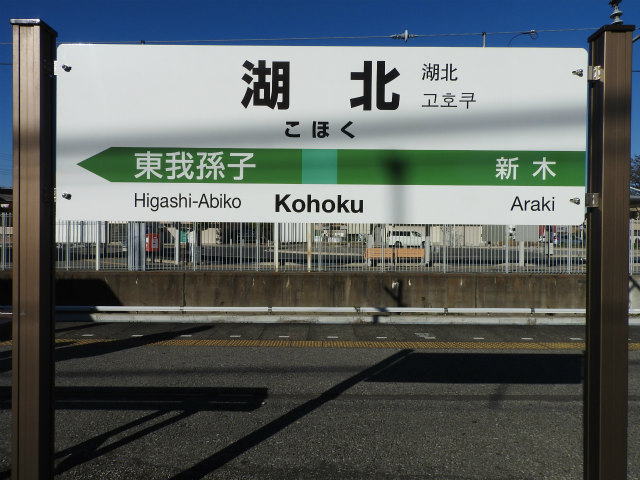 湖北
湖北
고호쿠
こほく
東我孫子
新木
Higashi-Abiko
Kohoku
Araki